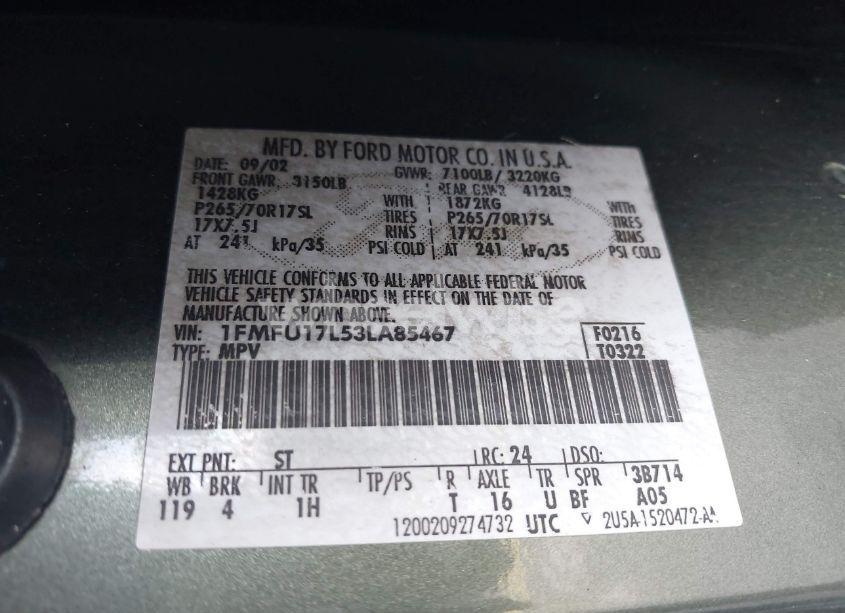 MFD. BY FORD MOTOR CO. IN U.S.A.
DATE: 09/02 GVWR: 7100LB/ 3220KG
FRONT GAWR: 3150LB REAR GAWR 4128LB
1428KG WITH 1872KG WITH
P265/70R17SL TIRES P265/70R17SL TIRES
17X7.5J RINS 17X7.5J RINS
AT 241 kPa/35 PSI COLD AT 241 kPa/35 PSI COLD
THIS VEHICLE CONFORMS TO ALL APPLICABLE FEDERAL MOTOR
VEHICLE SAFETY STANDARDS IN EFFECT ON THE DATE OF
MANUFACTURE SHOWN ABOVE.
VIN: 1FMFU17L53LA85467 F0216
TYPE: MPV T0322
EXT PNT: ST RC: 24 DSO:
WB BRK INT TR TP/PS R AXLE TR SPR 3B714
119 4 1H T 16 U BF A05
1200209274732 UTC ▽ 2U5A-1520472-AA